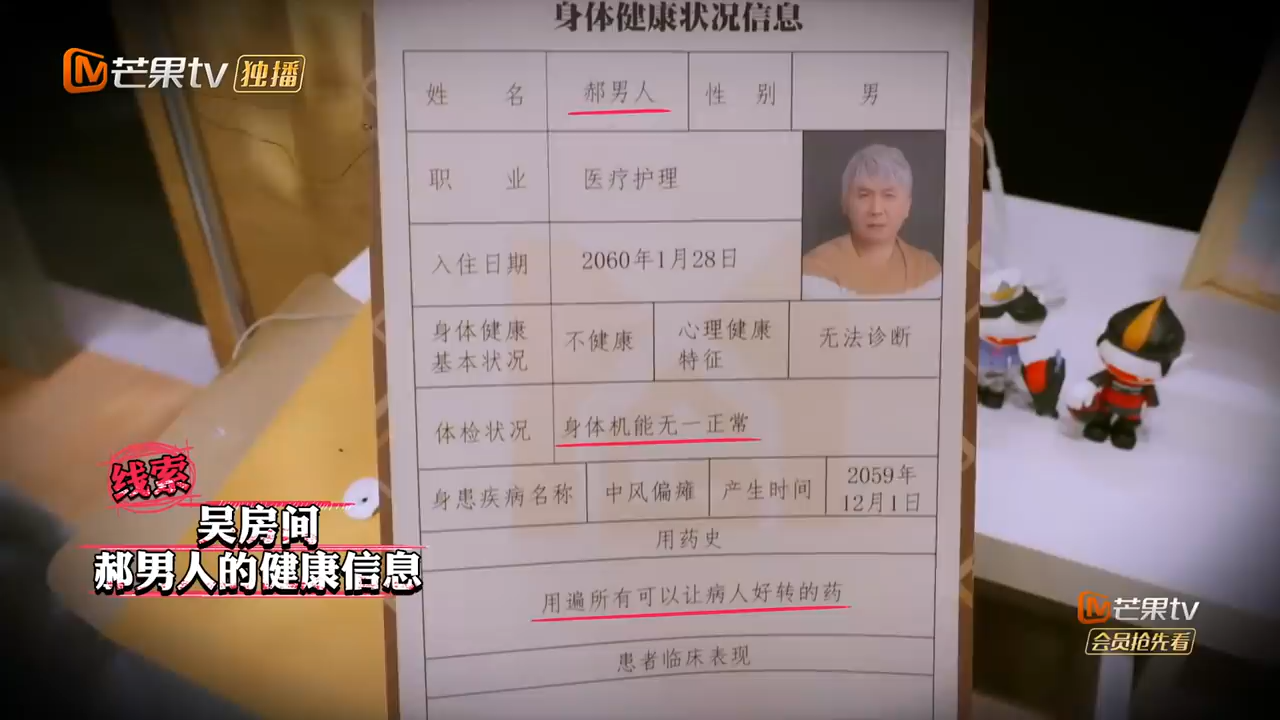 身体健康状况信息
芒果tv 独播
姓名 郝男人 性别 男
职业 医疗护理
入住日期 2060年1月28日
身体健康基本状况 不健康 心理健康特征 无法诊断
体检状况 身体机能无一正常
身患疾病名称 中风偏瘫 产生时间 2059年12月1日
用药史
用遍所有可以让病人好转的药
患者临床表现
线索
吴房间
郝男人的健康信息
芒果tv
会员抢先看